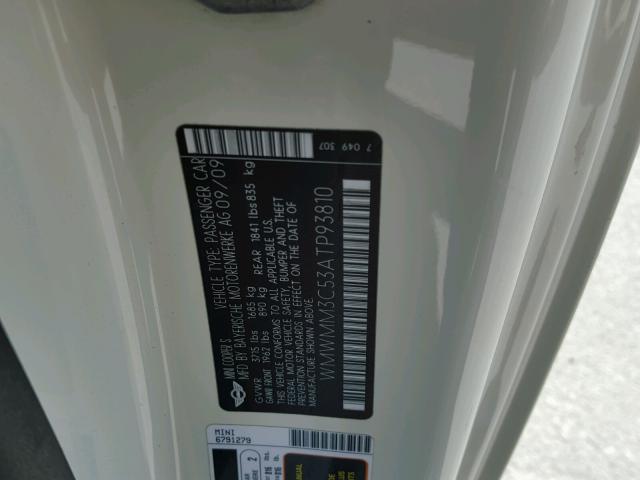 MINI COOPER S
VEHICLE TYPE: PASSENGER CAR
MFD BY BAYERISCHE MOTORENWERKE AG 09/09
GVWR 3715 lbs 1685 kg
GAWR FRONT 1962 lbs 890 kg REAR 1841 lbs 835 kg
THIS VEHICLE CONFORMS TO ALL APPLICABLE U.S.
FEDERAL MOTOR VEHICLE SAFETY, BUMPER, AND THEFT
PREVENTION STANDARDS IN EFFECT ON THE DATE OF
MANUFACTURE SHOWN ABOVE.
WMWMM3C53ATP93810
7 049 307
MINI
6791279
2